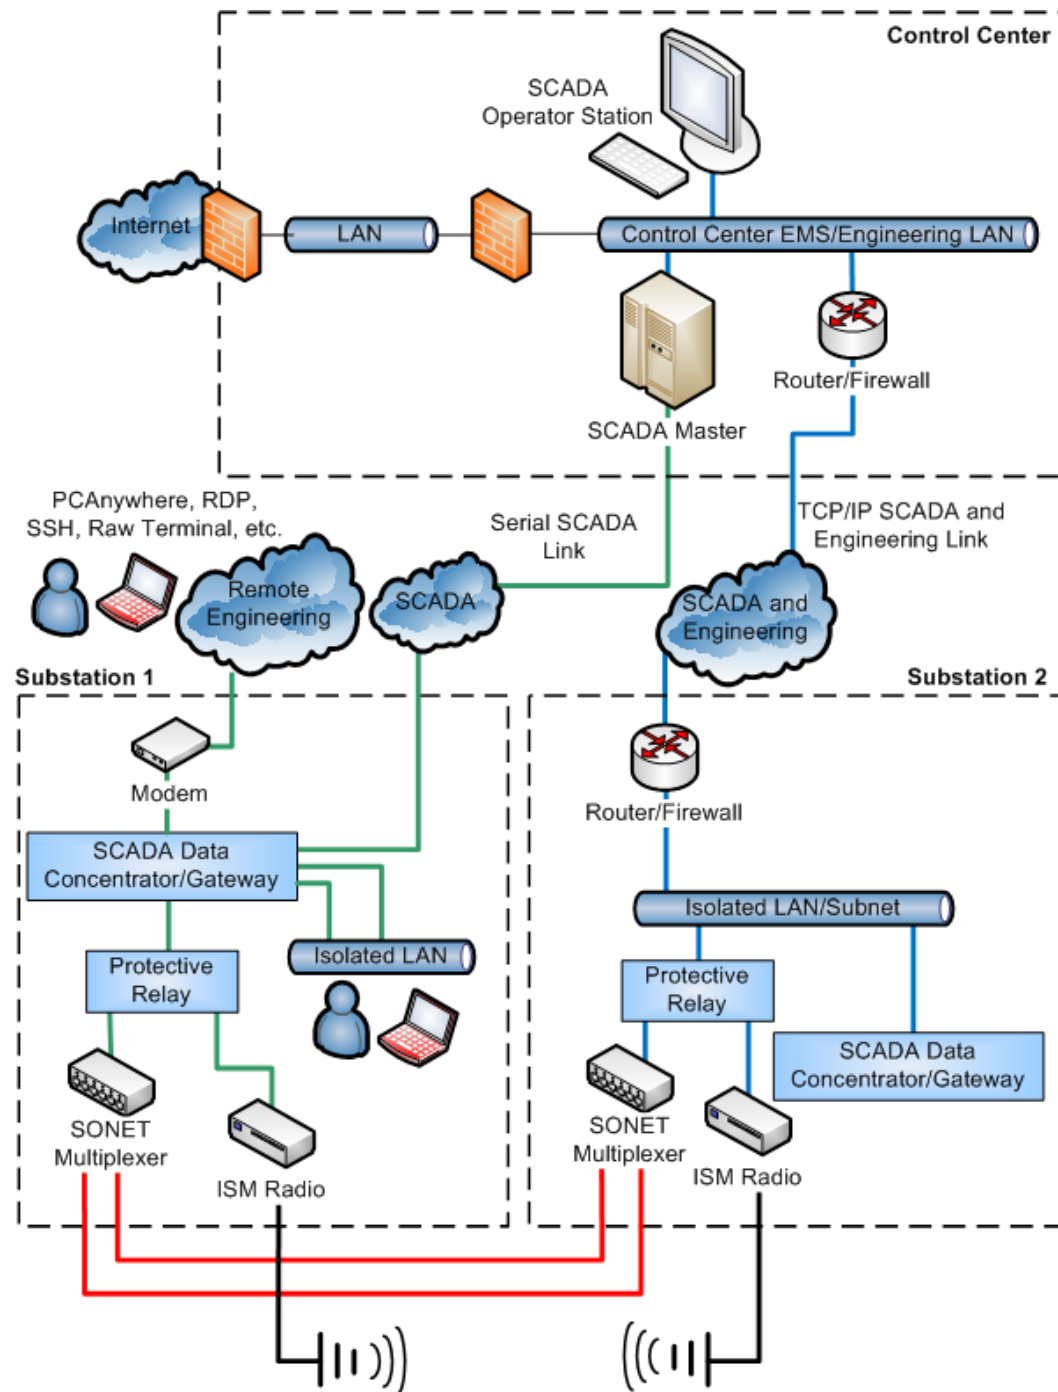 Control Center
SCADA
Operator Station
Internet
LAN
Control Center EMS/Engineering LAN
Router/Firewall
SCADA Master
PCAnywhere, RDP,
SSH, Raw Terminal, etc.
Serial SCADA
Link
TCP/IP SCADA and
Engineering Link
Remote
Engineering
SCADA
SCADA and
Engineering
Substation 1
Modem
SCADA Data
Concentrator/Gateway
Protective
Relay
Isolated LAN
SONET
Multiplexer
ISM Radio
Substation 2
Router/Firewall
Isolated LAN/Subnet
Protective
Relay
SCADA Data
Concentrator/Gateway
SONET
Multiplexer
ISM Radio